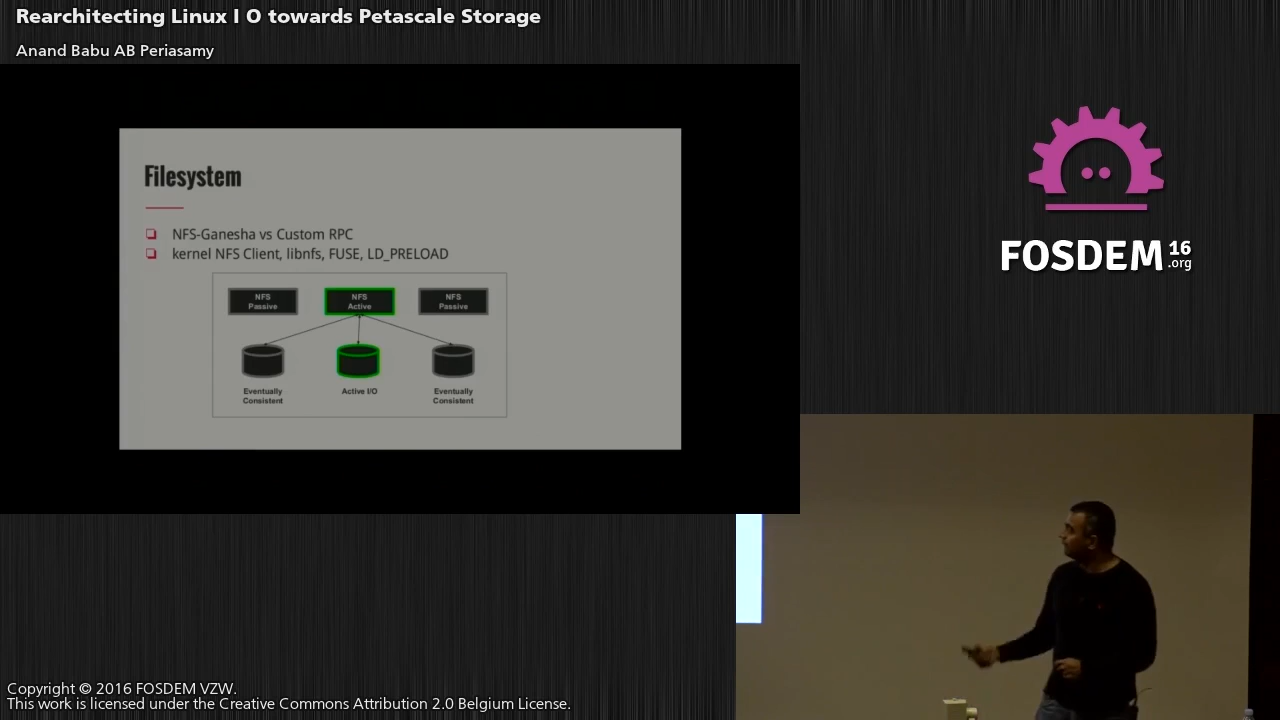 Rearchitecting Linux I O towards Petascale Storage
Anand Babu AB Periasamy
Filesystem
NFS-Ganesha vs Custom RPC
kernel NFS Client, libnfs, FUSE, LD_PRELOAD
NFS
Passive
NFS
Active
NFS
Passive
Eventually
Consistent
Active I/O
Eventually
Consistent
FOSDEM 16
.org
Copyright © 2016 FOSDEM VZW.
This work is licensed under the Creative Commons Attribution 2.0 Belgium License.